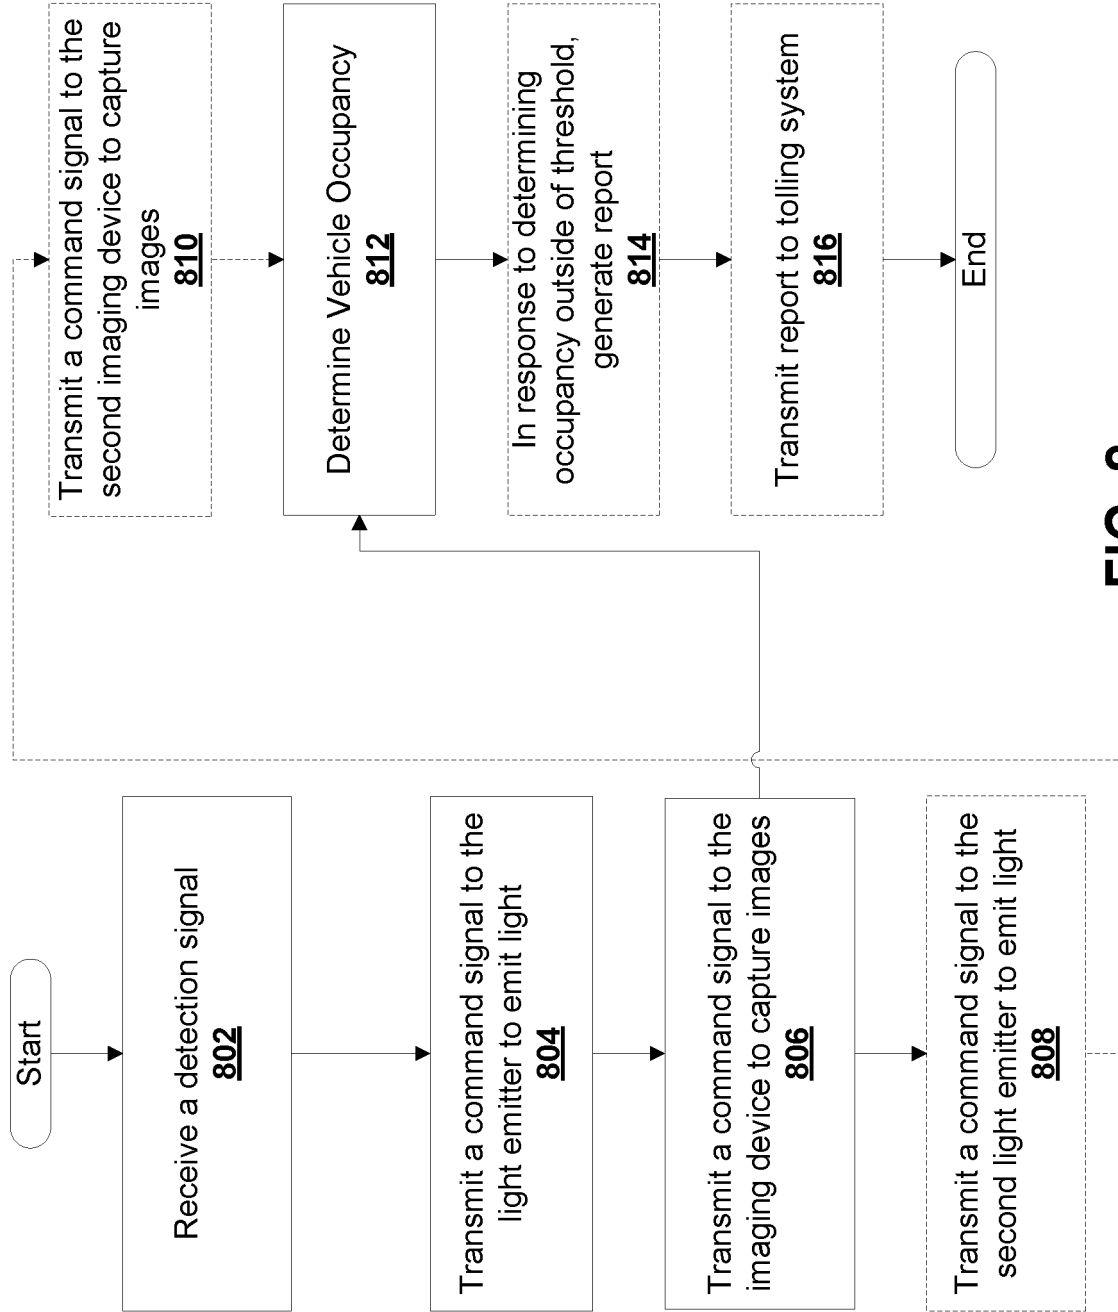 Start
Receive a detection signal
802
Transmit a command signal to the
light emitter to emit light
804
Transmit a command signal to the
imaging device to capture images
806
Transmit a command signal to the
second light emitter to emit light
808
Transmit a command signal to the
second imaging device to capture
images
810
Determine Vehicle Occupancy
812
In response to determining
occupancy outside of threshold,
generate report
814
Transmit report to tolling system
816
End
FIG